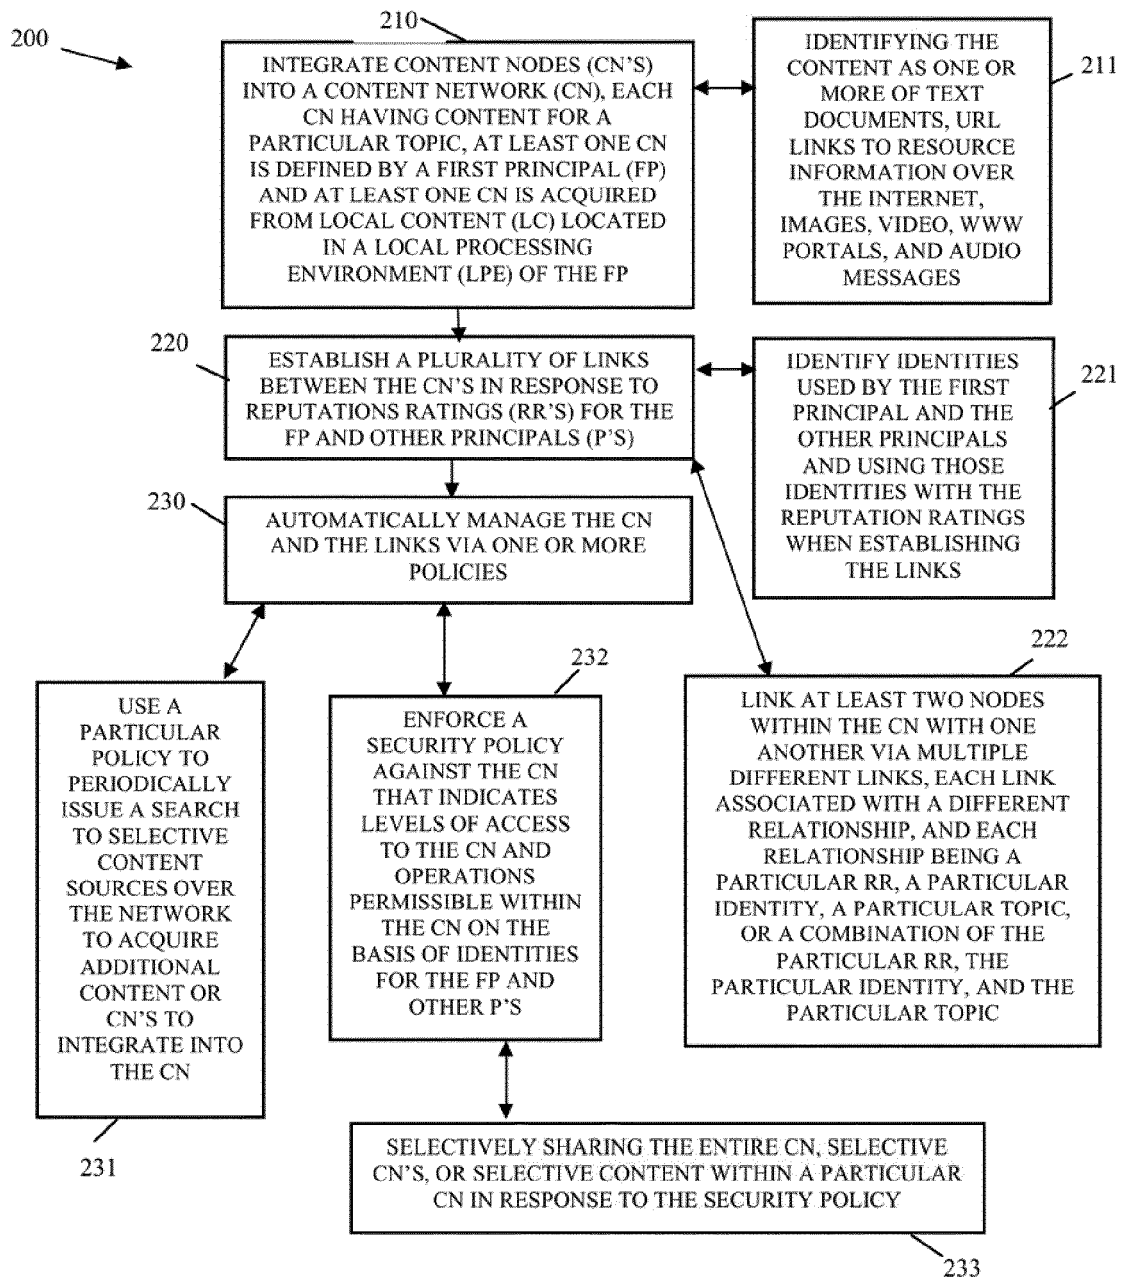 200
210
INTEGRATE CONTENT NODES (CN'S)
INTO A CONTENT NETWORK (CN), EACH
CN HAVING CONTENT FOR A
PARTICULAR TOPIC, AT LEAST ONE CN
IS DEFINED BY A FIRST PRINCIPAL (FP)
AND AT LEAST ONE CN IS ACQUIRED
FROM LOCAL CONTENT (LC) LOCATED
IN A LOCAL PROCESSING
ENVIRONMENT (LPE) OF THE FP
211
IDENTIFYING THE
CONTENT AS ONE OR
MORE OF TEXT
DOCUMENTS, URL
LINKS TO RESOURCE
INFORMATION OVER
THE INTERNET,
IMAGES, VIDEO, WWW
PORTALS, AND AUDIO
MESSAGES
220
ESTABLISH A PLURALITY OF LINKS
BETWEEN THE CN'S IN RESPONSE TO
REPUTATIONS RATINGS (RR'S) FOR THE
FP AND OTHER PRINCIPALS (P'S)
221
IDENTIFY IDENTITIES
USED BY THE FIRST
PRINCIPAL AND THE
OTHER PRINCIPALS
AND USING THOSE
IDENTITIES WITH THE
REPUTATION RATINGS
WHEN ESTABLISHING
THE LINKS
230
AUTOMATICALLY MANAGE THE CN
AND THE LINKS VIA ONE OR MORE
POLICIES
USE A
PARTICULAR
POLICY TO
PERIODICALLY
ISSUE A SEARCH
TO SELECTIVE
CONTENT
SOURCES OVER
THE NETWORK
TO ACQUIRE
ADDITIONAL
CONTENT OR
CN'S TO
INTEGRATE INTO
THE CN
231
232
ENFORCE A
SECURITY POLICY
AGAINST THE CN
THAT INDICATES
LEVELS OF ACCESS
TO THE CN AND
OPERATIONS
PERMISSIBLE WITHIN
THE CN ON THE
BASIS OF IDENTITIES
FOR THE FP AND
OTHER P'S
222
LINK AT LEAST TWO NODES
WITHIN THE CN WITH ONE
ANOTHER VIA MULTIPLE
DIFFERENT LINKS, EACH LINK
ASSOCIATED WITH A DIFFERENT
RELATIONSHIP, AND EACH
RELATIONSHIP BEING A
PARTICULAR RR, A PARTICULAR
IDENTITY, A PARTICULAR TOPIC,
OR A COMBINATION OF THE
PARTICULAR RR, THE
PARTICULAR IDENTITY, AND THE
PARTICULAR TOPIC
SELECTIVELY SHARING THE ENTIRE CN, SELECTIVE
CN'S, OR SELECTIVE CONTENT WITHIN A PARTICULAR
CN IN RESPONSE TO THE SECURITY POLICY
233